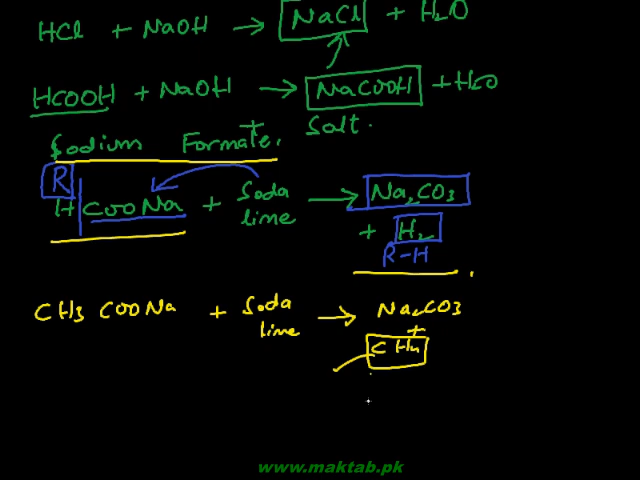 HCl + NaOH → NaCl + H2O
HCOOH + NaOH → NaCOOH + H2O
Sodium Formate. Salt.
R
H COONa + Soda lime → Na2CO3
+ H2
R-H
CH3 COONa + Soda lime → Na2CO3
+
CH4
www.maktab.pk